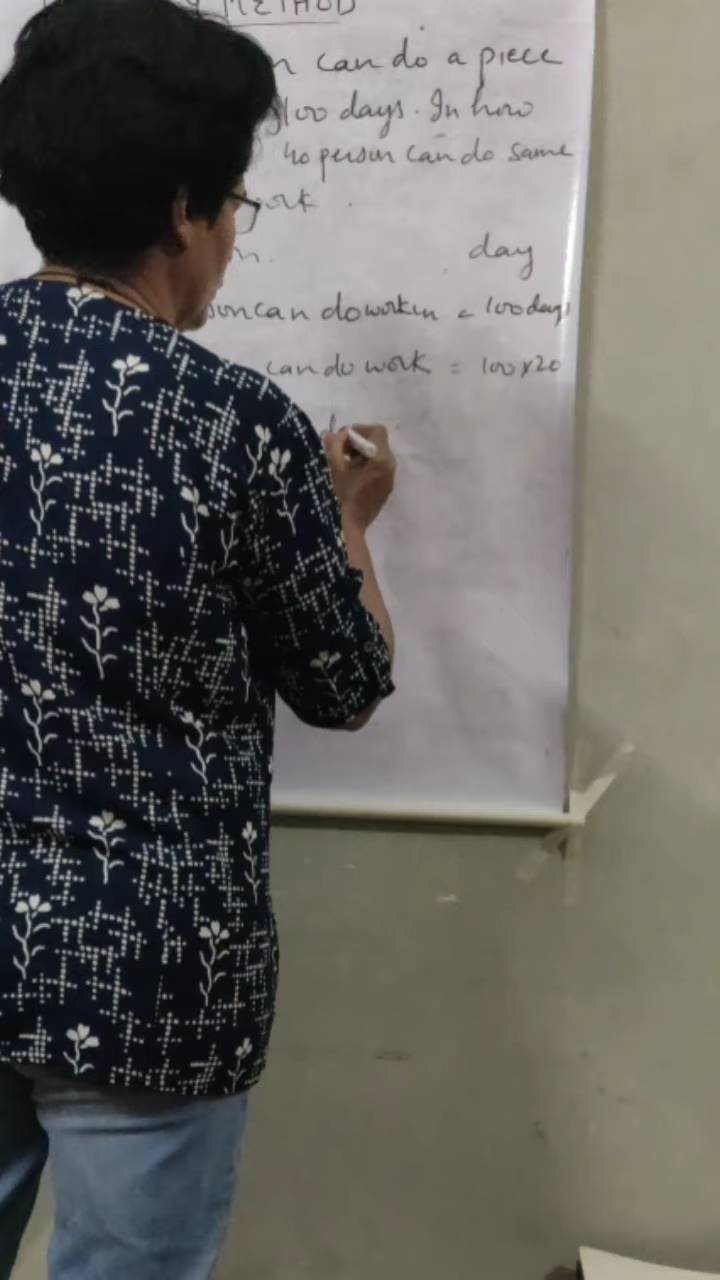 METHOD
n can do a piece
100 days. In how
40 person can do same
ork.
n. day
son can do work in = 100 days
can do work = 100 x 20